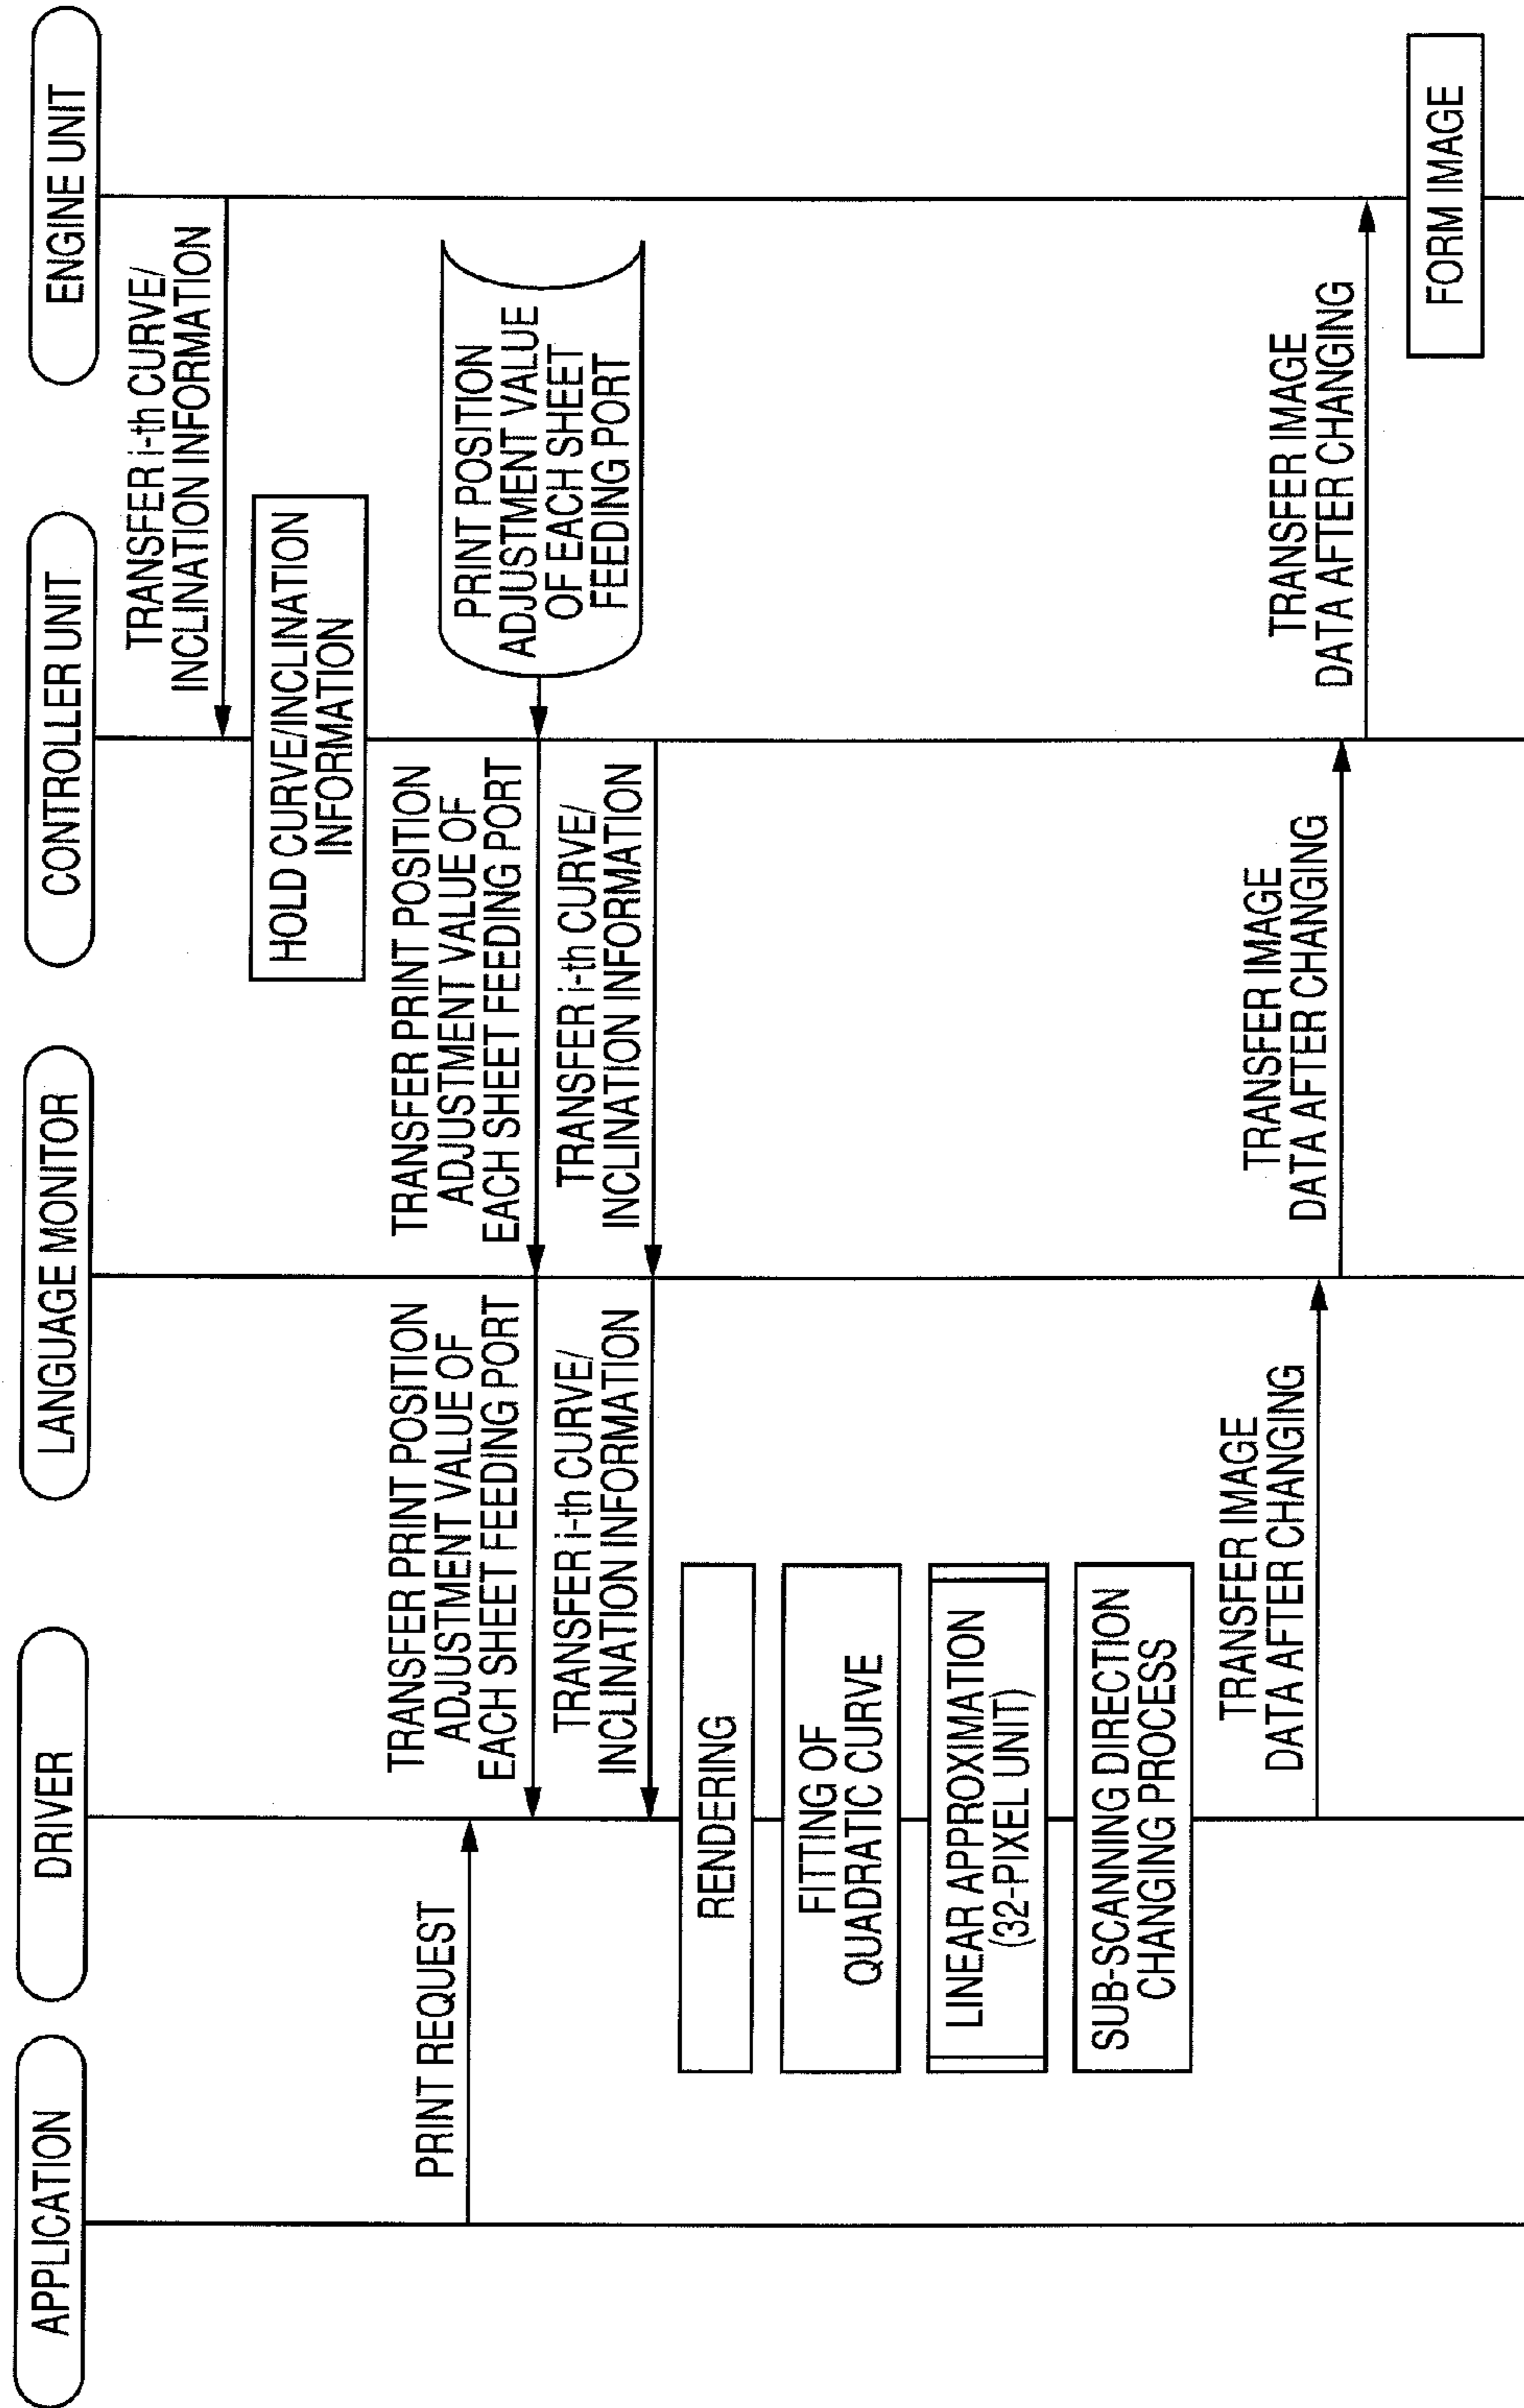 APPLICATION
DRIVER
LANGUAGE MONITOR
CONTROLLER UNIT
ENGINE UNIT
TRANSFER i-th CURVE/
INCLINATION INFORMATION
HOLD CURVE/INCLINATION
INFORMATION
PRINT REQUEST
PRINT POSITION
ADJUSTMENT VALUE
OF EACH SHEET
FEEDING PORT
TRANSFER PRINT POSITION
ADJUSTMENT VALUE OF
EACH SHEET FEEDING PORT
TRANSFER PRINT POSITION
ADJUSTMENT VALUE OF
EACH SHEET FEEDING PORT
TRANSFER i-th CURVE/
INCLINATION INFORMATION
TRANSFER i-th CURVE/
INCLINATION INFORMATION
RENDERING
FITTING OF
QUADRATIC CURVE
LINEAR APPROXIMATION
(32-PIXEL UNIT)
SUB-SCANNING DIRECTION
CHANGING PROCESS
TRANSFER IMAGE
DATA AFTER CHANGING
TRANSFER IMAGE
DATA AFTER CHANGING
TRANSFER IMAGE
DATA AFTER CHANGING
FORM IMAGE